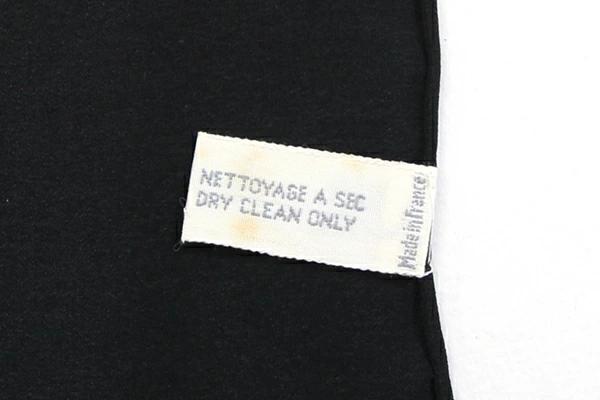 NETTOYAGE A SEC
DRY CLEAN ONLY
Made in France